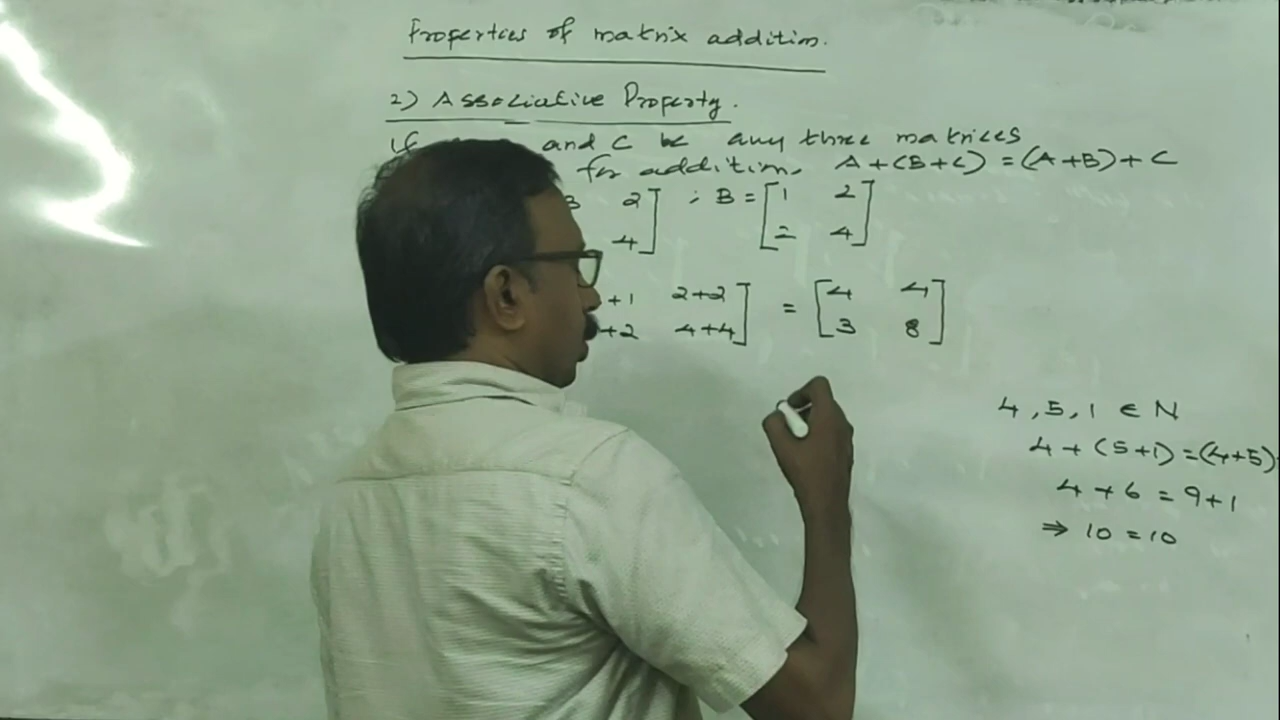 Properties of matrix addition.
2) Associative Property.
If and C be any three matrices
for addition, A+(B+C) = (A+B)+C
3 2 ; B = 1 2
4 2 4
+1 2+2 = 4 4
+2 4+4 3 8
4, 5, 1 ∈ N
4 + (5+1) = (4+5)
4 + 6 = 9+1
⇒ 10 = 10